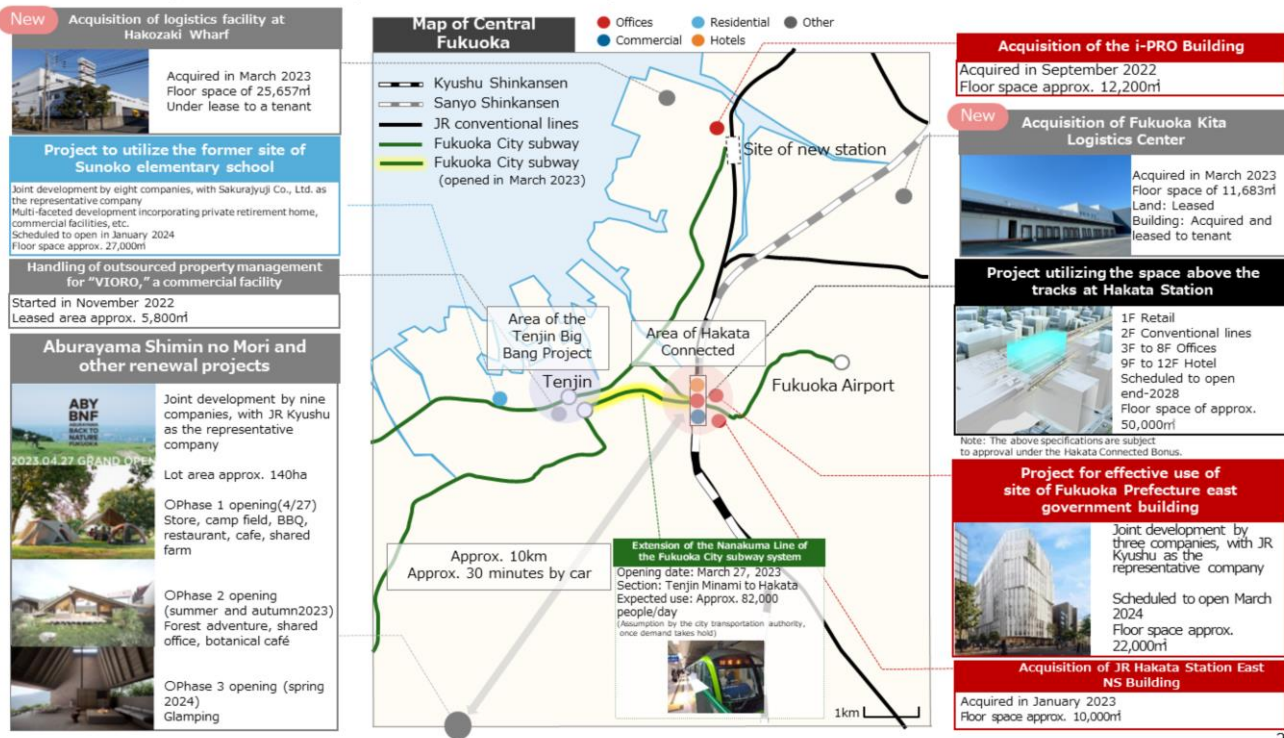 New
Acquisition of logistics facility at
Hakozaki Wharf
Acquired in March 2023
Floor space of 25,657㎡
Under lease to a tenant
Project to utilize the former site of
Sunoko elementary school
Joint development by eight companies, with Sakurajyuji Co., Ltd. as
the representative company
Multi-faceted development incorporating private retirement home,
commercial facilities, etc.
Scheduled to open in January 2024
Floor space approx. 27,000㎡
Handling of outsourced property management
for "VIORO," a commercial facility
Started in November 2022
Leased area approx. 5,800㎡
Aburayama Shimin no Mori and
other renewal projects
ABY
BNF
ABURAYAMA
BACK TO
NATURE
FUKUOKA
2023.04.27 GRAND OPEN
Joint development by nine
companies, with JR Kyushu
as the representative
company
Lot area approx. 140ha
○Phase 1 opening(4/27)
Store, camp field, BBQ,
restaurant, cafe, shared
farm
○Phase 2 opening
(summer and autumn2023)
Forest adventure, shared
office, botanical café
○Phase 3 opening (spring
2024)
Glamping
Map of Central
Fukuoka
Offices
Residential
Other
Commercial
Hotels
Kyushu Shinkansen
Sanyo Shinkansen
JR conventional lines
Fukuoka City subway
Fukuoka City subway
(opened in March 2023)
Site of new station
Area of the
Tenjin Big
Bang Project
Area of Hakata
Connected
Tenjin
Fukuoka Airport
Approx. 10km
Approx. 30 minutes by car
Extension of the Nanakuma Line of
the Fukuoka City subway system
Opening date: March 27, 2023
Section: Tenjin Minami to Hakata
Expected use: Approx. 82,000
people/day
(Assumption by the city transportation authority,
once demand takes hold)
1km
Acquisition of the i-PRO Building
Acquired in September 2022
Floor space approx. 12,200㎡
New
Acquisition of Fukuoka Kita
Logistics Center
Acquired in March 2023
Floor space of 11,683㎡
Land: Leased
Building: Acquired and
leased to tenant
Project utilizing the space above the
tracks at Hakata Station
1F Retail
2F Conventional lines
3F to 8F Offices
9F to 12F Hotel
Scheduled to open
end-2028
Floor space of approx.
50,000㎡
Note: The above specifications are subject
to approval under the Hakata Connected Bonus.
Project for effective use of
site of Fukuoka Prefecture east
government building
Joint development by
three companies, with JR
Kyushu as the
representative company
Scheduled to open March
2024
Floor space approx.
22,000㎡
Acquisition of JR Hakata Station East
NS Building
Acquired in January 2023
Floor space approx. 10,000㎡